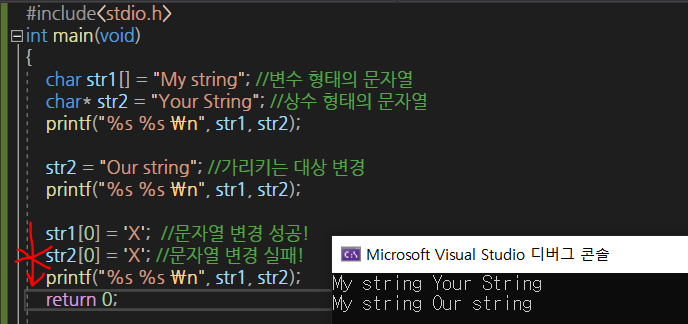 #include<stdio.h>
int main(void)
{
char str1[] = "My string"; //변수 형태의 문자열
char* str2 = "Your String"; //상수 형태의 문자열
printf("%s %s ₩n", str1, str2);
str2 = "Our string"; //가리키는 대상 변경
printf("%s %s ₩n", str1, str2);
str1[0] = 'X'; //문자열 변경 성공!
str2[0] = 'X'; //문자열 변경 실패!
printf("%s %s ₩n", str1, str2);
return 0;
C:\ Microsoft Visual Studio 디버그 콘솔
My string Your String
My string Our string